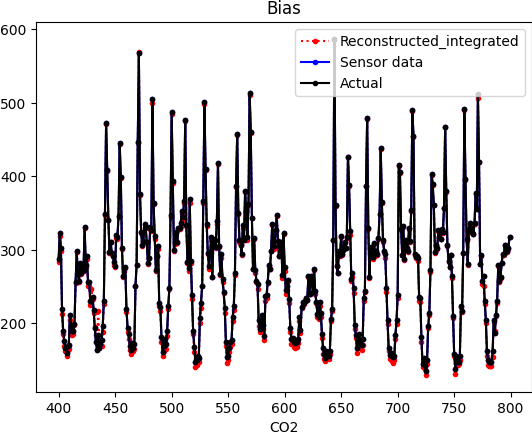 Bias
600
500
400
300
200
Reconstructed_integrated
Sensor data
Actual
400 450 500 550 600 650 700 750 800
CO2